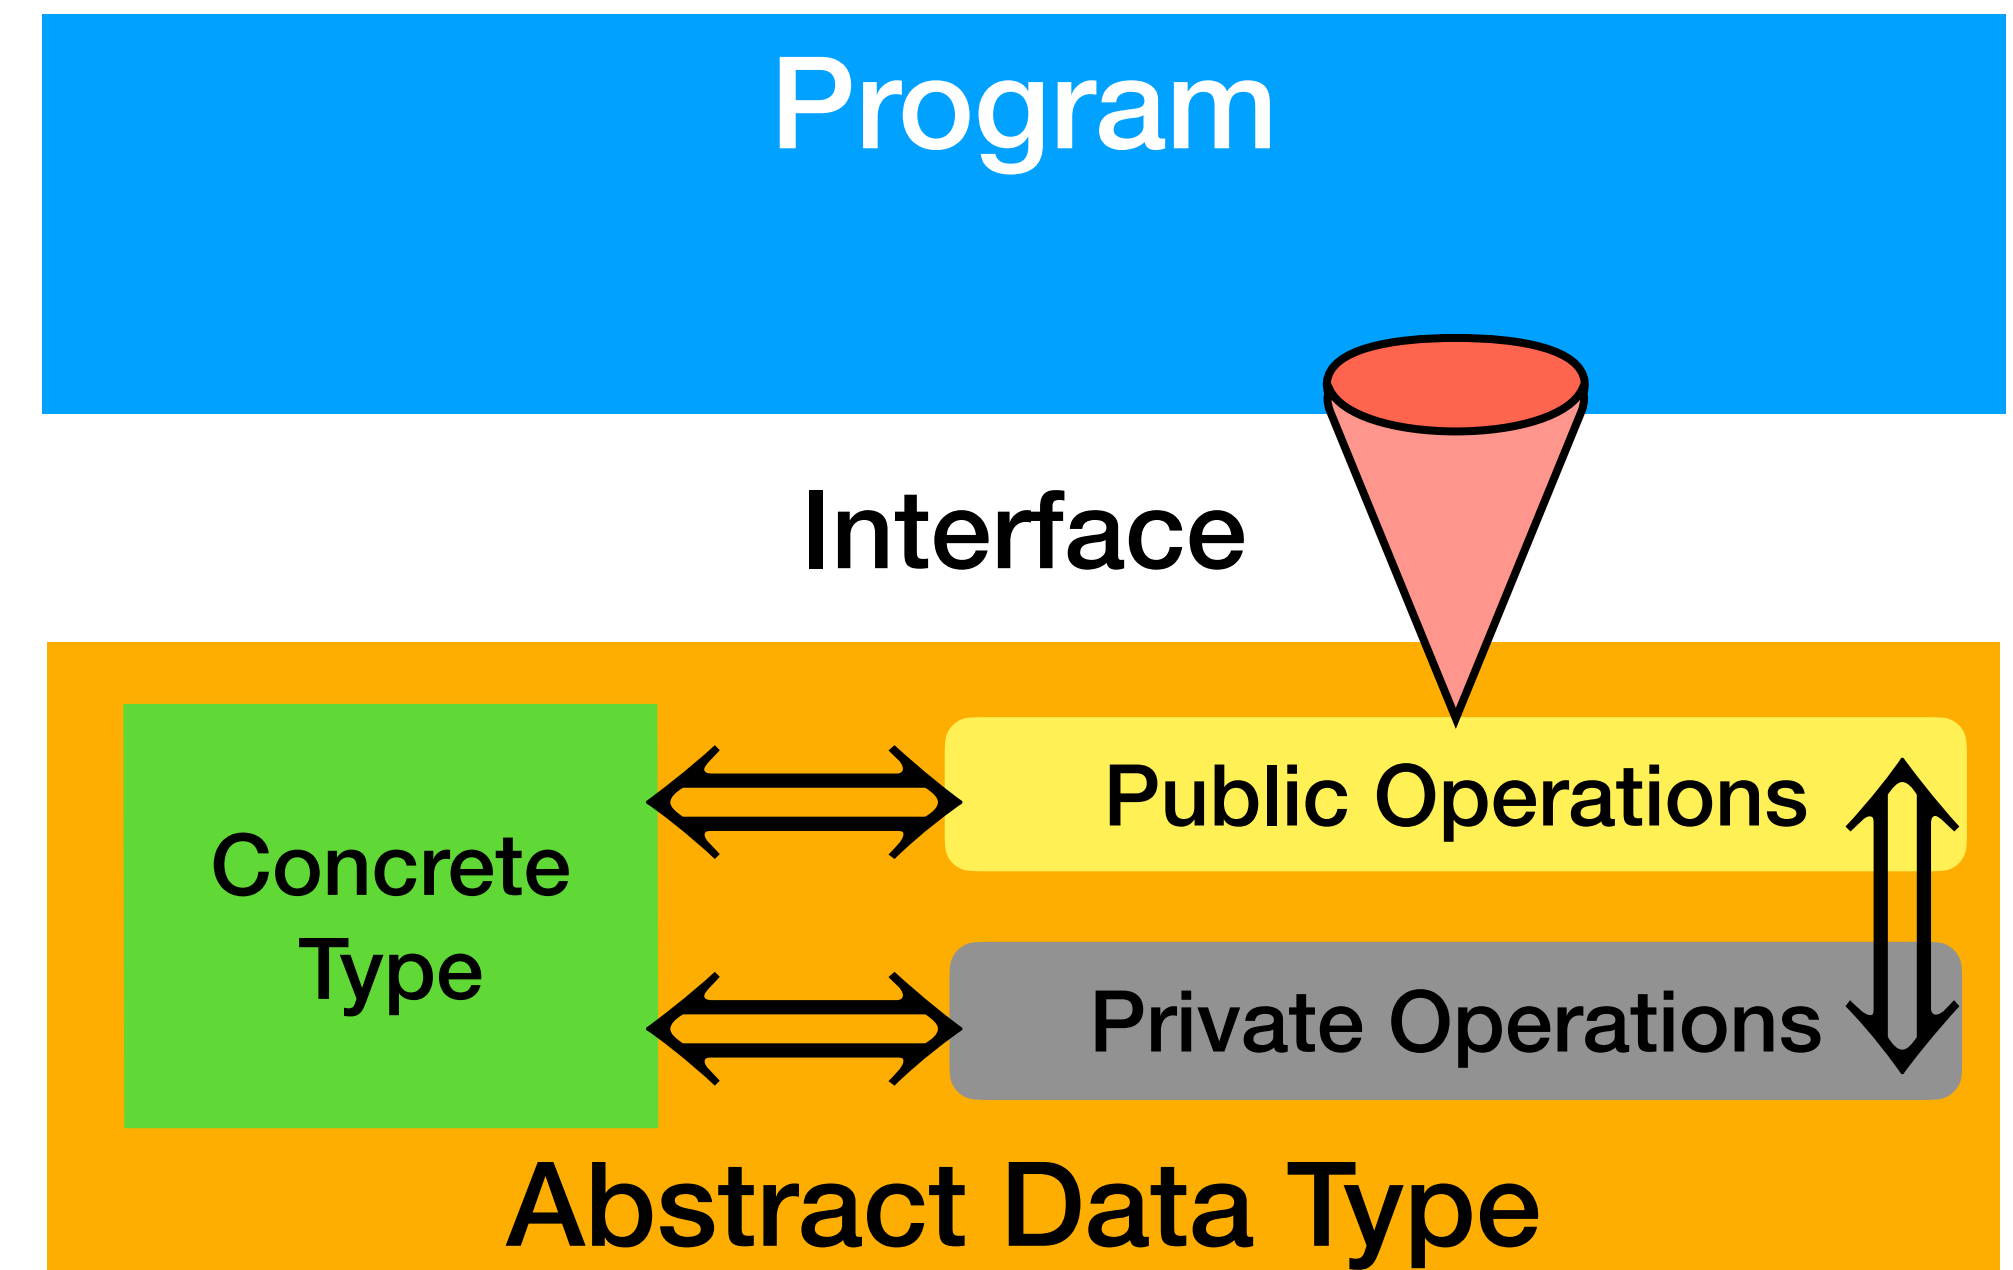 Program
Interface
Concrete
Type
Public Operations
Private Operations
Abstract Data Type